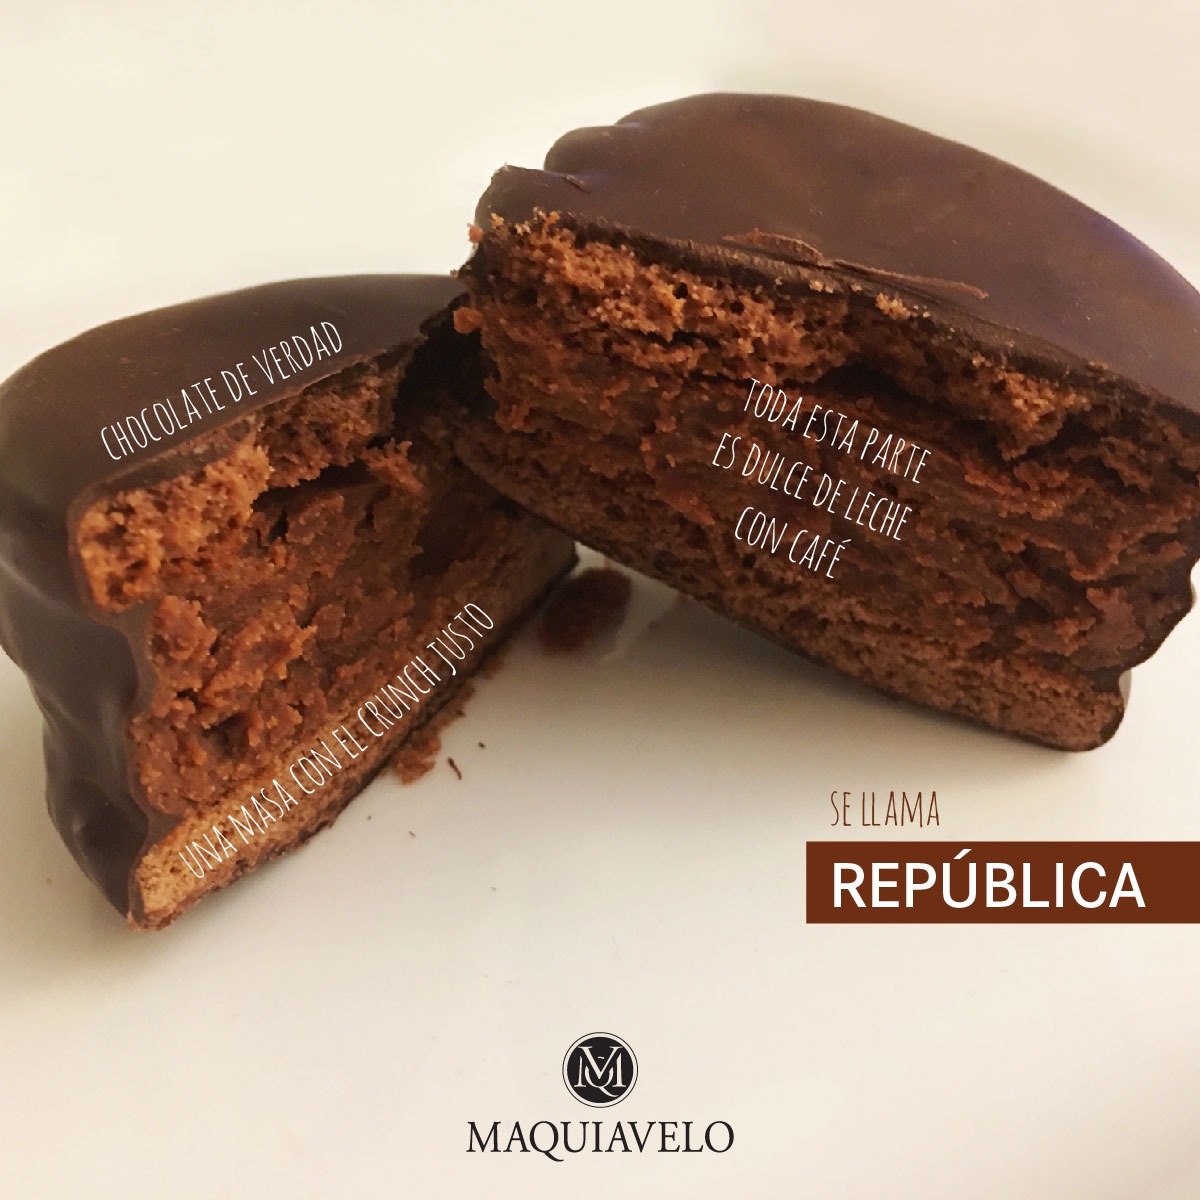 CHOCOLATE DE VERDAD
TODA ESTA PARTE
ES DULCE DE LECHE
CON CAFÉ
UNA MASA CON EL CRUNCH JUSTO
SE LLAMA
REPÚBLICA
MQV
MAQUIAVELO